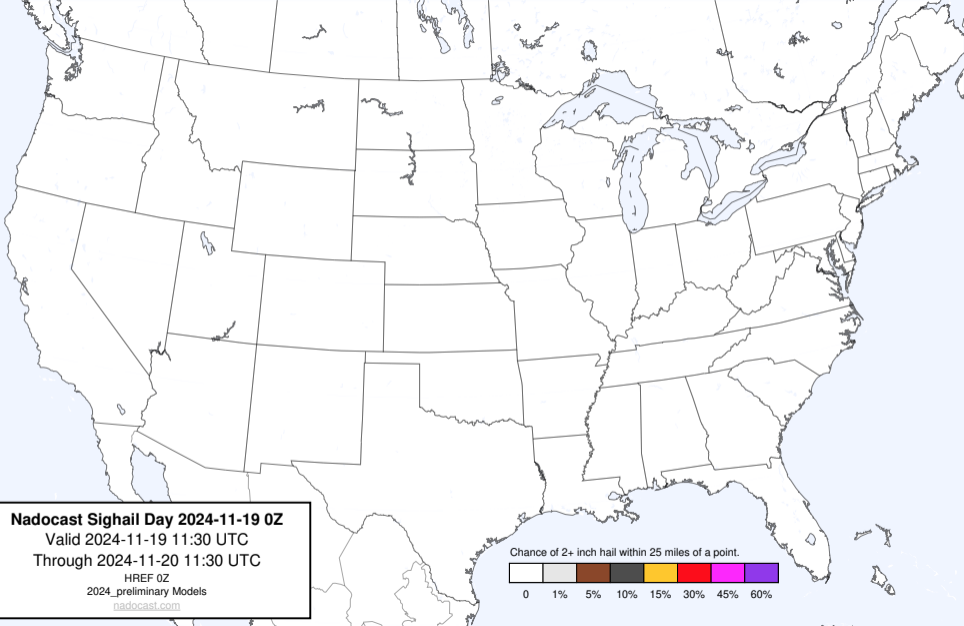 Nadocast Sighail Day 2024-11-19 0Z
Valid 2024-11-19 11:30 UTC
Through 2024-11-20 11:30 UTC
HREF 0Z
2024_preliminary Models
nadocast.com
Chance of 2+ inch hail within 25 miles of a point.
0 1% 5% 10% 15% 30% 45% 60%